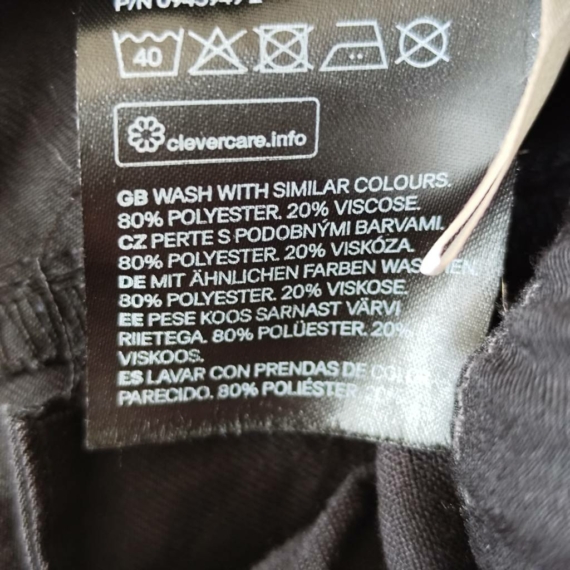 40
clevercare.info
GB WASH WITH SIMILAR COLOURS.
80% POLYESTER. 20% VISCOSE.
CZ PERTE S PODOBNÝMI BARVAMI.
80% POLYESTER. 20% VISKÓZA.
DE MIT ÄHNLICHEN FARBEN
80% POLYESTER. 20% VISKOSE.
EE PESE KOOS SARNAST VÄRVI
RIIETEGA. 80% POLÜESTER. 20%
VISKOOS.
ES LAVAR CON PRENDAS DE
PARECIDO. 80% POLIÉSTER